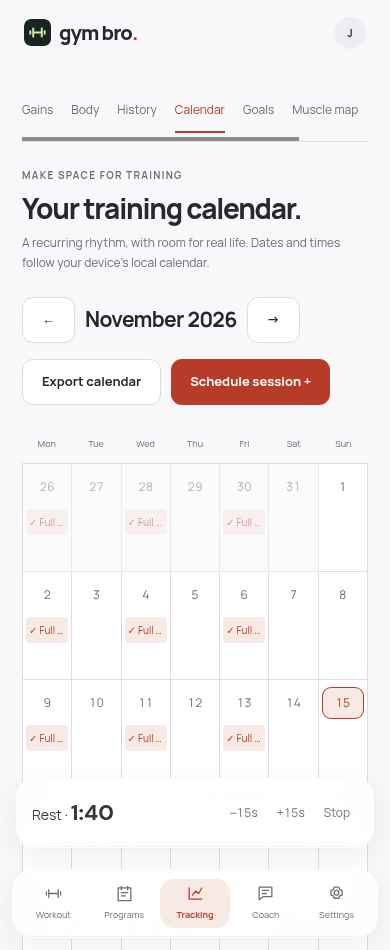 gym bro.
J
Gains Body History Calendar Goals Muscle map
MAKE SPACE FOR TRAINING
Your training calendar.
A recurring rhythm, with room for real life. Dates and times
follow your device's local calendar.
← November 2026 →
Export calendar Schedule session +
Mon Tue Wed Thu Fri Sat Sun
26 27 28 29 30 31 1
✓ Full ... ✓ Full ... ✓ Full ...
2 3 4 5 6 7 8
✓ Full ... ✓ Full ... ✓ Full ...
9 10 11 12 13 14 15
✓ Full ... ✓ Full ... ✓ Full ...
Rest · 1:40 −15s +15s Stop
Workout Programs Tracking Coach Settings